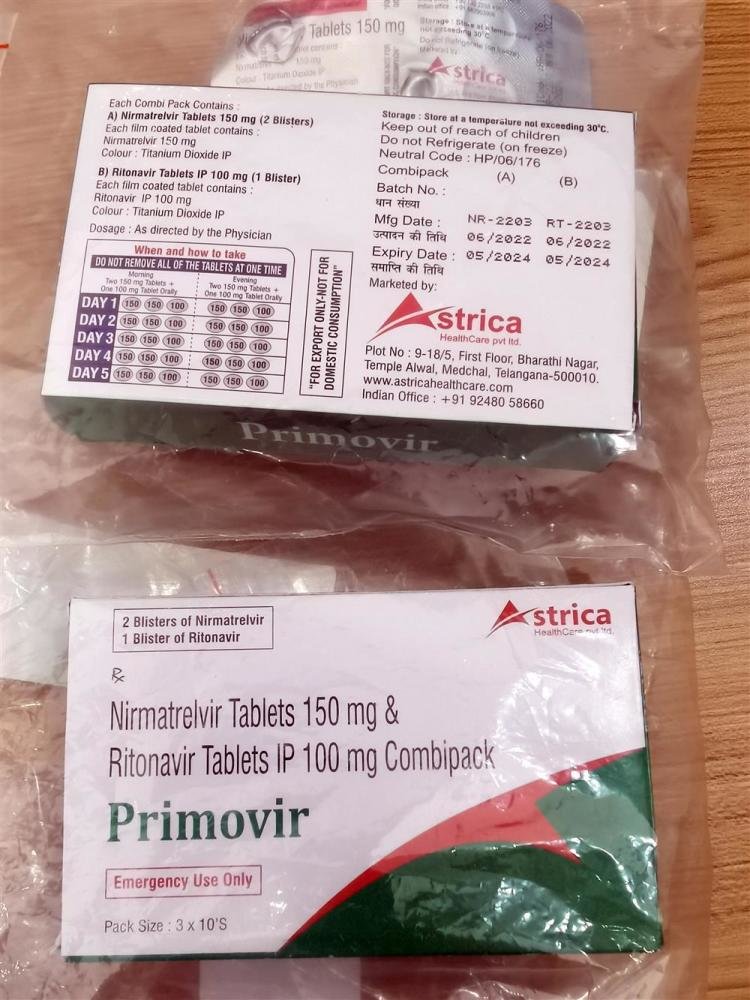 Tablets 150 mg
150 mg
Colour : Titanium Dioxide IP
by the Physician
Astrica
Each Combi Pack Contains :
A) Nirmatrelvir Tablets 150 mg (2 Blisters)
Each film coated tablet contains :
Nirmatrelvir 150 mg
Colour : Titanium Dioxide IP
B) Ritonavir Tablets IP 100 mg (1 Blister)
Each film coated tablet contains :
Ritonavir IP 100 mg
Colour : Titanium Dioxide IP
Dosage : As directed by the Physician
When and how to take
DO NOT REMOVE ALL OF THE TABLETS AT ONE TIME
Morning Evening
Two 150 mg Tablets + Two 150 mg Tablets +
One 100 mg Tablet Orally One 100 mg Tablet Orally
DAY 1 150 150 100 150 150 100
DAY 2 150 150 100 150 150 100
DAY 3 150 150 100 150 150 100
DAY 4 150 150 100 150 150 100
DAY 5 150 150 100 150 150 100
"FOR EXPORT ONLY-NOT FOR
DOMESTIC CONSUMPTION"
Storage : Store at a temperature not exceeding 30°C.
Keep out of reach of children
Do not Refrigerate (on freeze)
Neutral Code : HP/06/176
Combipack (A) (B)
Batch No. : NR-2203 RT-2203
बान संख्या
Mfg Date : 06/2022 06/2022
उत्पादन की तिथि
Expiry Date : 05/2024 05/2024
समाप्ति की तिथि
Marketed by:
Astrica
HealthCare pvt ltd.
Plot No : 9-18/5, First Floor, Bharathi Nagar,
Temple Alwal, Medchal, Telangana-500010.
www.astricahealthcare.com
Indian Office : +91 92480 58660
Primovir
2 Blisters of Nirmatrelvir
1 Blister of Ritonavir
Astrica
HealthCare pvt ltd.
Rx
Nirmatrelvir Tablets 150 mg &
Ritonavir Tablets IP 100 mg Combipack
Primovir
Emergency Use Only
Pack Size : 3 x 10'S